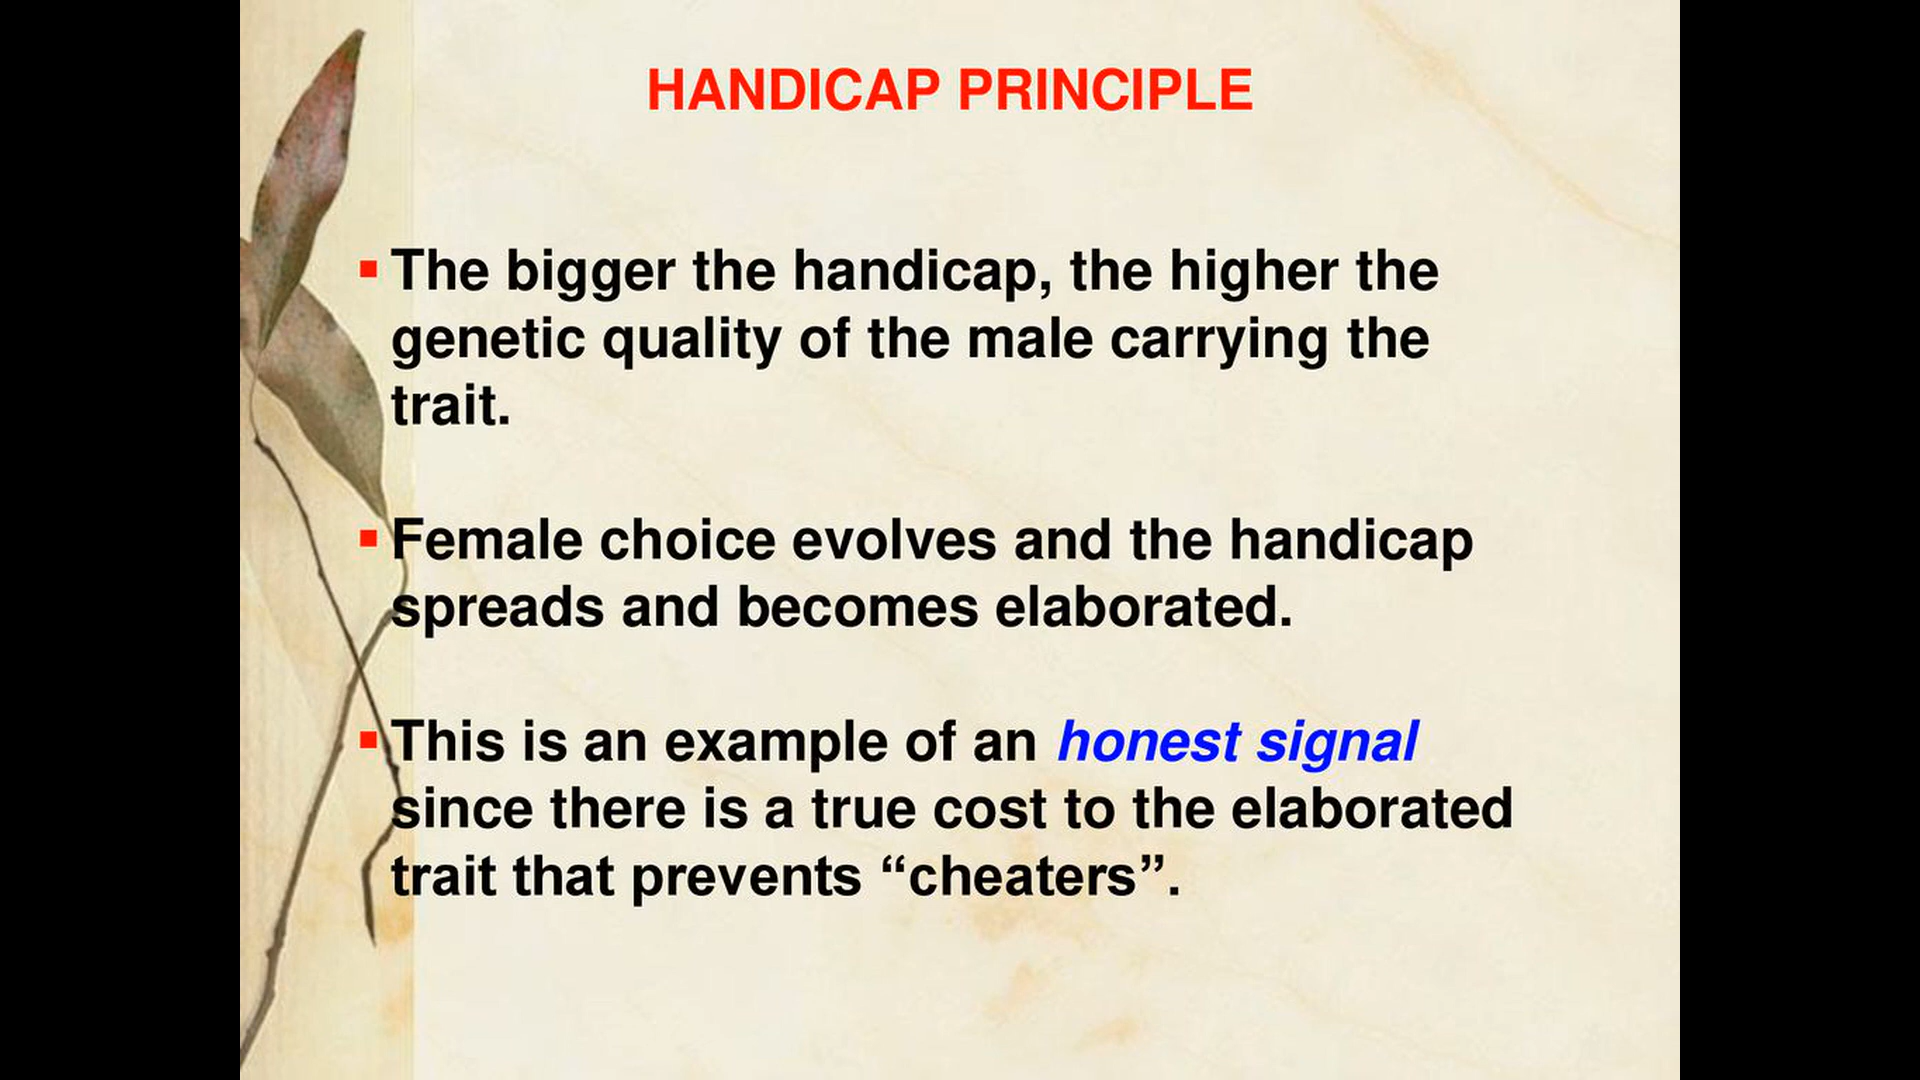 HANDICAP PRINCIPLE
▪ The bigger the handicap, the higher the
genetic quality of the male carrying the
trait.
▪ Female choice evolves and the handicap
spreads and becomes elaborated.
▪ This is an example of an honest signal
since there is a true cost to the elaborated
trait that prevents “cheaters”.